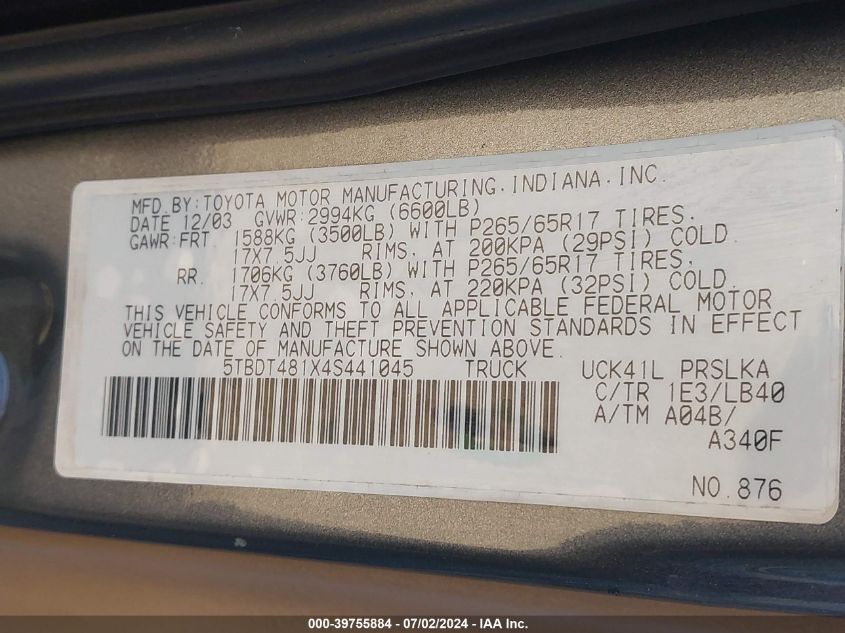 MFD.BY:TOYOTA MOTOR MANUFACTURING.INDIANA.INC.
DATE 12/03 GVWR:2994KG (6600LB)
GAWR:FRT. 1588KG (3500LB) WITH P265/65R17 TIRES.
17X7.5JJ RIMS. AT 200KPA (29PSI) COLD.
RR. 1706KG (3760LB) WITH P265/65R17 TIRES.
17X7.5JJ RIMS. AT 220KPA (32PSI) COLD.
THIS VEHICLE CONFORMS TO ALL APPLICABLE FEDERAL MOTOR
VEHICLE SAFETY AND THEFT PREVENTION STANDARDS IN EFFECT
ON THE DATE OF MANUFACTURE SHOWN ABOVE.
5TBDT481X4S441045 TRUCK UCK41L PRSLKA
C/TR 1E3/LB40
A/TM A04B/
A340F
NO.876
000-39755884 - 07/02/2024 - IAA Inc.